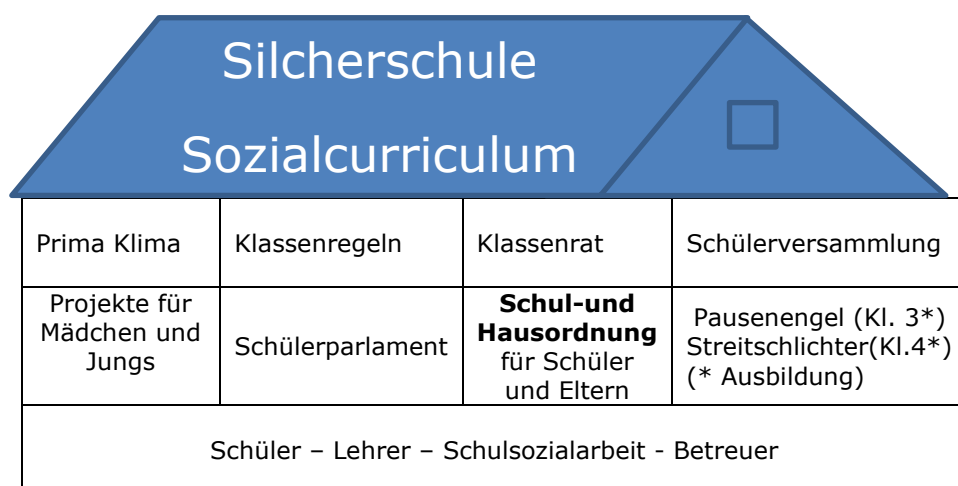 Silcherschule
Sozialcurriculum
Prima Klima
Klassenregeln
Klassenrat
Schülerversammlung
Projekte für
Mädchen und
Jungs
Schülerparlament
Schul-und
Hausordnung
für Schüler
und Eltern
Pausenengel (Kl. 3*)
Streitschlichter(Kl.4*)
(* Ausbildung)
Schüler – Lehrer – Schulsozialarbeit - Betreuer